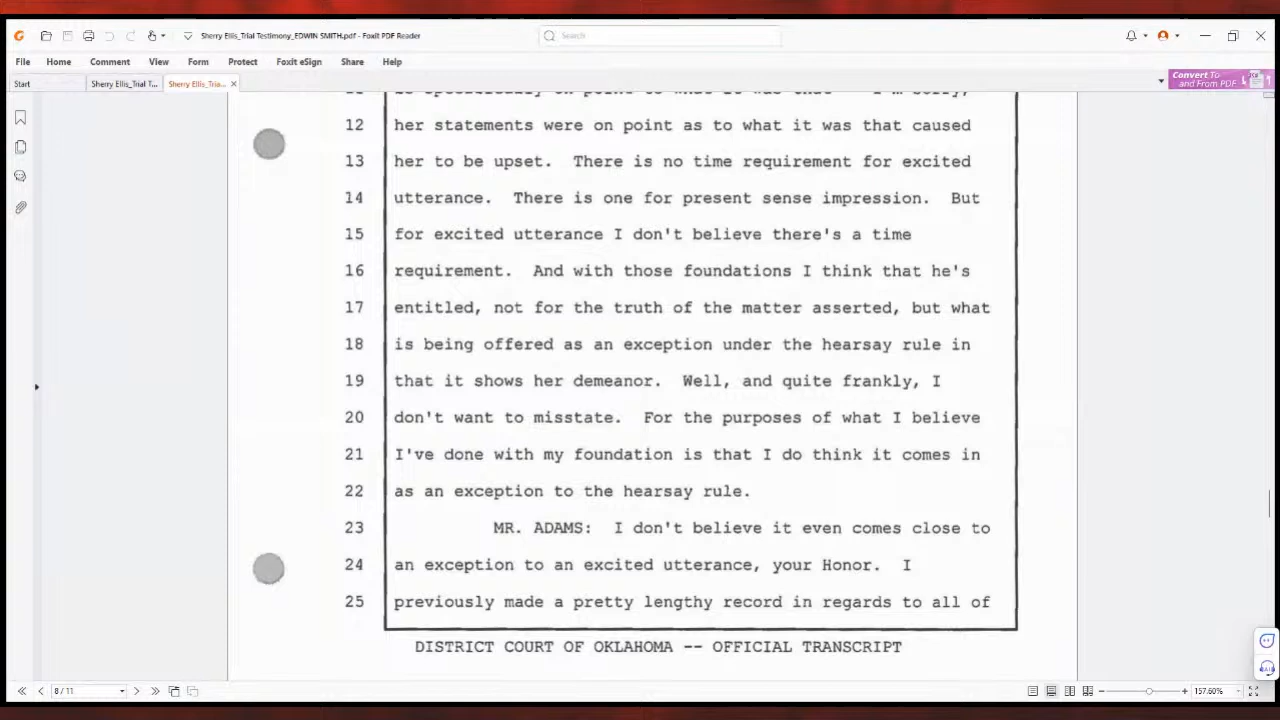 Sherry Ellis_Trial Testimony_EDWIN SMITH.pdf - Foxit PDF Reader
Search
File Home Comment View Form Protect Foxit eSign Share Help
Start Sherry Ellis_Trial T... Sherry Ellis_Tria...
Convert To
and From PDF
12 her statements were on point as to what it was that caused
13 her to be upset. There is no time requirement for excited
14 utterance. There is one for present sense impression. But
15 for excited utterance I don't believe there's a time
16 requirement. And with those foundations I think that he's
17 entitled, not for the truth of the matter asserted, but what
18 is being offered as an exception under the hearsay rule in
19 that it shows her demeanor. Well, and quite frankly, I
20 don't want to misstate. For the purposes of what I believe
21 I've done with my foundation is that I do think it comes in
22 as an exception to the hearsay rule.
23 MR. ADAMS: I don't believe it even comes close to
24 an exception to an excited utterance, your Honor. I
25 previously made a pretty lengthy record in regards to all of
DISTRICT COURT OF OKLAHOMA -- OFFICIAL TRANSCRIPT
8 / 11
157.60%